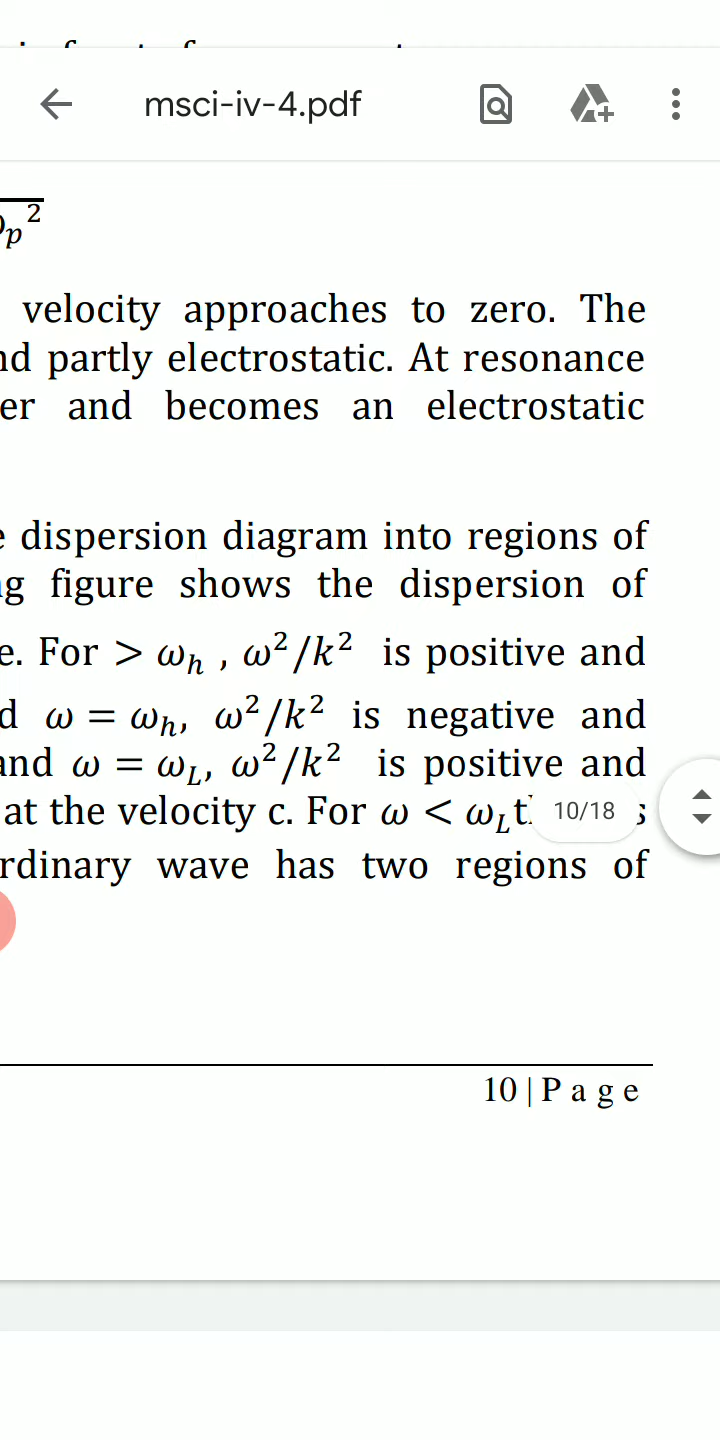 msci-iv-4.pdf
p 2
velocity approaches to zero. The
nd partly electrostatic. At resonance
er and becomes an electrostatic
e dispersion diagram into regions of
g figure shows the dispersion of
e. For > ωₕ , ω²/k² is positive and
d ω = ωₕ, ω²/k² is negative and
and ω = ω_L, ω²/k² is positive and
at the velocity c. For ω < ω_L
10/18
rdinary wave has two regions of
10 | P a g e